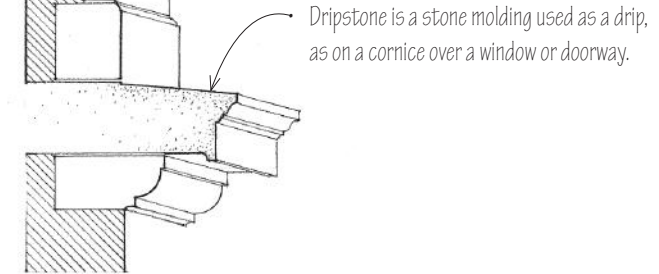 Dripstone is a stone molding used as a drip,
as on a cornice over a window or doorway.